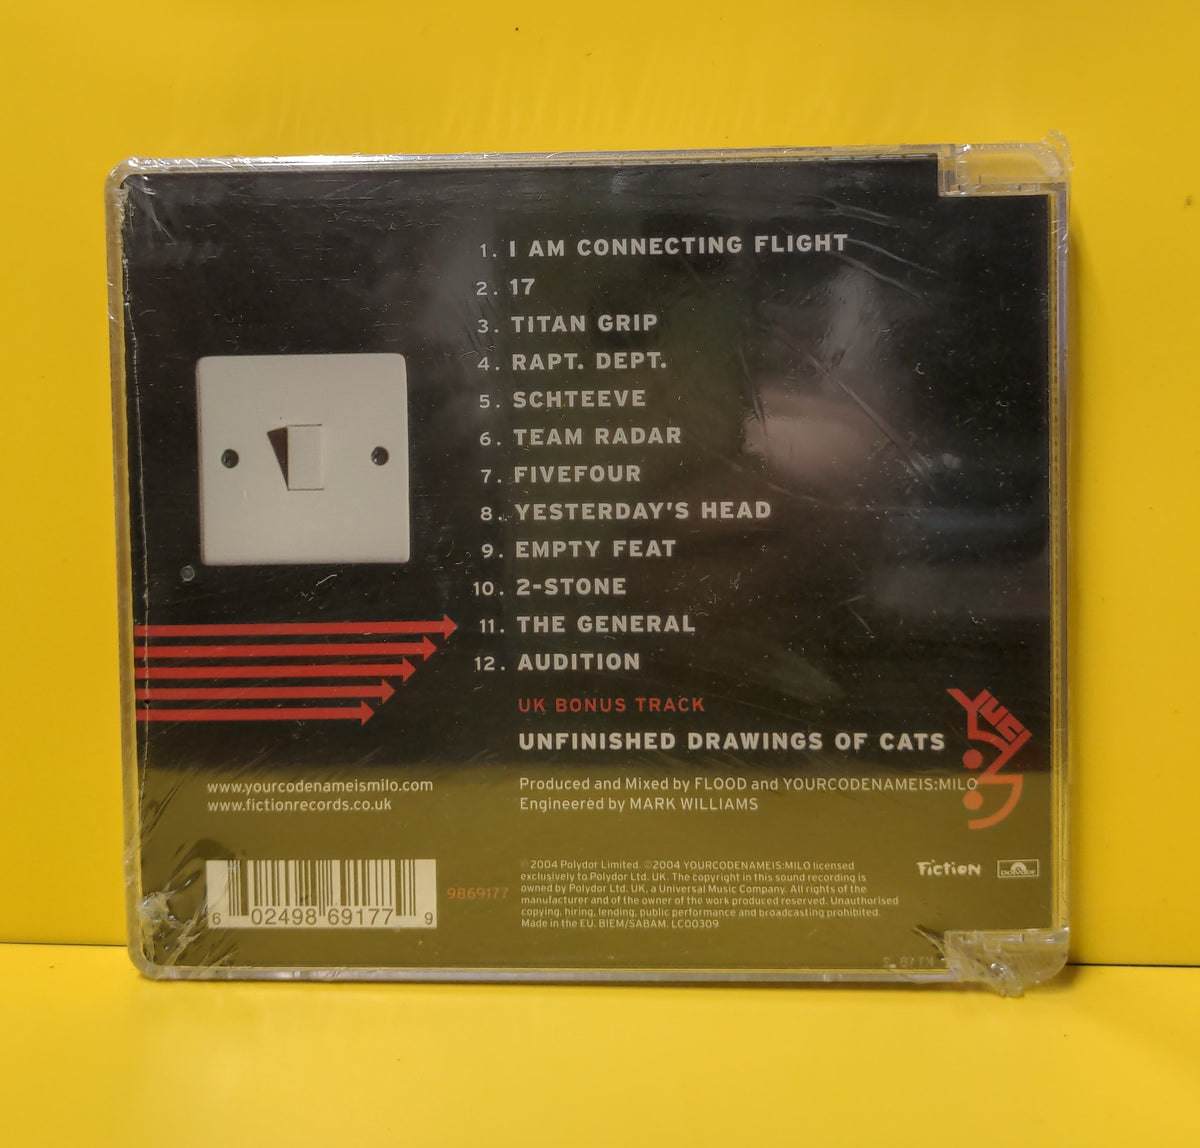 1. I AM CONNECTING FLIGHT
2. 17
3. TITAN GRIP
4. RAPT. DEPT.
5. SCHTEEVE
6. TEAM RADAR
7. FIVEFOUR
8. YESTERDAY'S HEAD
9. EMPTY FEAT
10. 2-STONE
11. THE GENERAL
12. AUDITION
UK BONUS TRACK
UNFINISHED DRAWINGS OF CATS
www.yourcodenameismilo.com
www.fictionrecords.co.uk
Produced and Mixed by FLOOD and YOURCODENAMEIS:MILO
Engineered by MARK WILLIAMS
6 02498 69177 9
9869177
℗2004 Polydor Limited. ©2004 YOURCODENAMEIS:MILO licensed
exclusively to Polydor Ltd. UK. The copyright in this sound recording is
owned by Polydor Ltd. UK, a Universal Music Company. All rights of the
manufacturer and of the owner of the work produced reserved. Unauthorised
copying, hiring, lending, public performance and broadcasting prohibited.
Made in the EU. BIEM/SABAM. LC00309
Fiction
POLYDOR